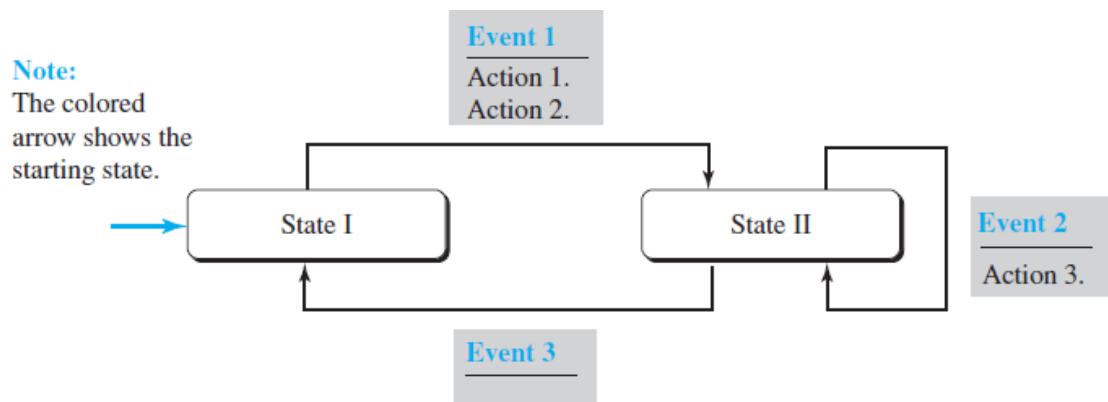 Note:
The colored
arrow shows the
starting state.
Event 1
Action 1.
Action 2.
State I
State II
Event 2
Action 3.
Event 3